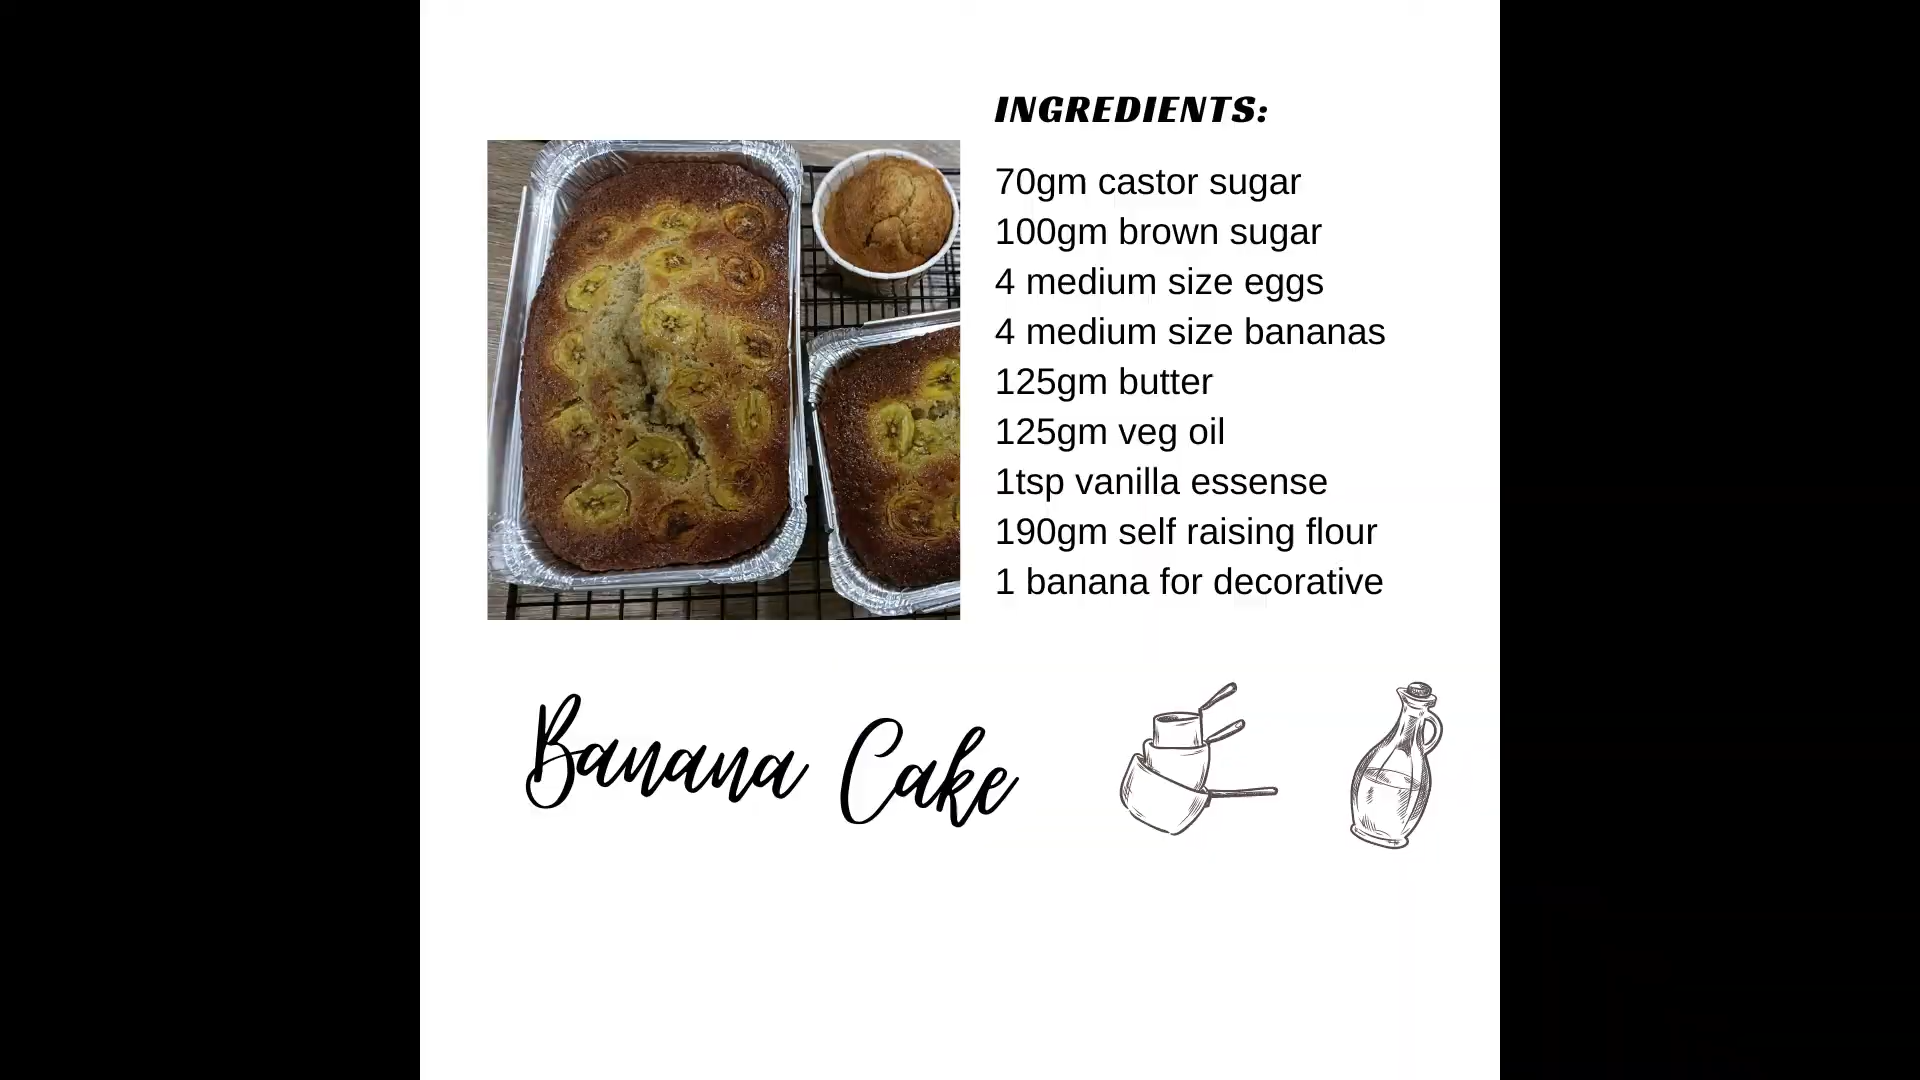 INGREDIENTS:
70gm castor sugar
100gm brown sugar
4 medium size eggs
4 medium size bananas
125gm butter
125gm veg oil
1tsp vanilla essense
190gm self raising flour
1 banana for decorative
Banana Cake